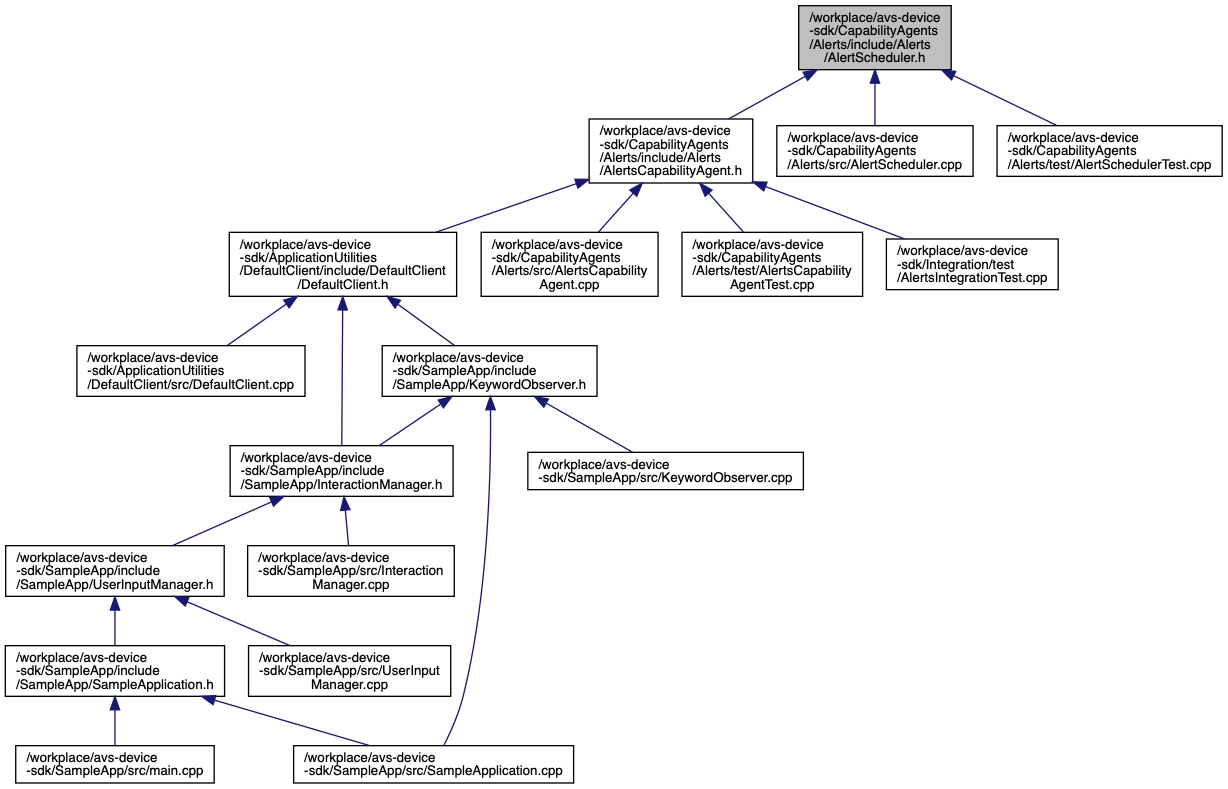 /workplace/avs-device
-sdk/CapabilityAgents
/Alerts/include/Alerts
/AlertScheduler.h
/workplace/avs-device
-sdk/CapabilityAgents
/Alerts/include/Alerts
/AlertsCapabilityAgent.h
/workplace/avs-device
-sdk/CapabilityAgents
/Alerts/src/AlertScheduler.cpp
/workplace/avs-device
-sdk/CapabilityAgents
/Alerts/test/AlertSchedulerTest.cpp
/workplace/avs-device
-sdk/ApplicationUtilities
/DefaultClient/include/DefaultClient
/DefaultClient.h
/workplace/avs-device
-sdk/CapabilityAgents
/Alerts/src/AlertsCapability
Agent.cpp
/workplace/avs-device
-sdk/CapabilityAgents
/Alerts/test/AlertsCapability
AgentTest.cpp
/workplace/avs-device
-sdk/Integration/test
/AlertsIntegrationTest.cpp
/workplace/avs-device
-sdk/ApplicationUtilities
/DefaultClient/src/DefaultClient.cpp
/workplace/avs-device
-sdk/SampleApp/include
/SampleApp/KeywordObserver.h
/workplace/avs-device
-sdk/SampleApp/include
/SampleApp/InteractionManager.h
/workplace/avs-device
-sdk/SampleApp/src/KeywordObserver.cpp
/workplace/avs-device
-sdk/SampleApp/include
/SampleApp/UserInputManager.h
/workplace/avs-device
-sdk/SampleApp/src/Interaction
Manager.cpp
/workplace/avs-device
-sdk/SampleApp/include
/SampleApp/SampleApplication.h
/workplace/avs-device
-sdk/SampleApp/src/UserInput
Manager.cpp
/workplace/avs-device
-sdk/SampleApp/src/main.cpp
/workplace/avs-device
-sdk/SampleApp/src/SampleApplication.cpp